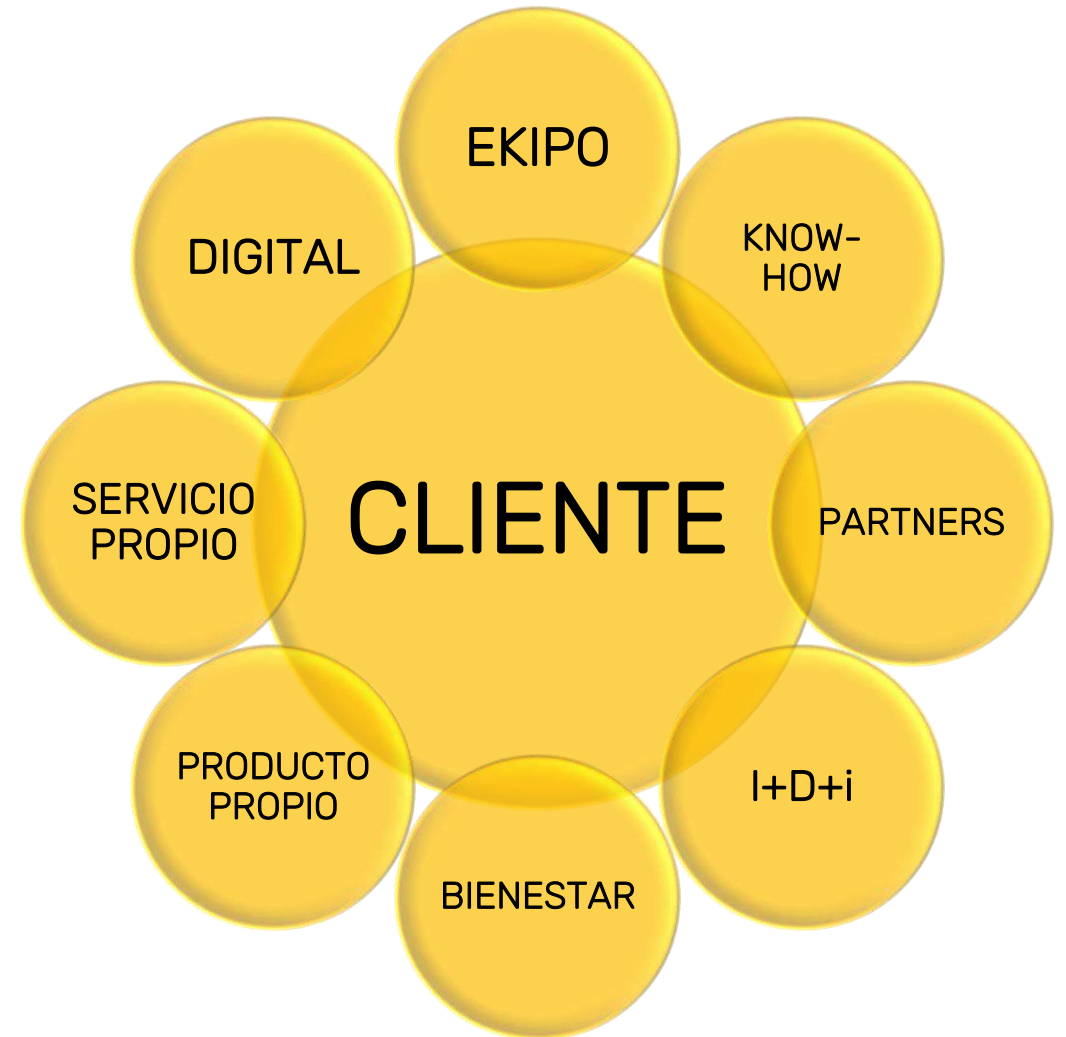 EKIPO
DIGITAL
KNOW-
HOW
SERVICIO
PROPIO
CLIENTE
PARTNERS
PRODUCTO
PROPIO
I+D+i
BIENESTAR